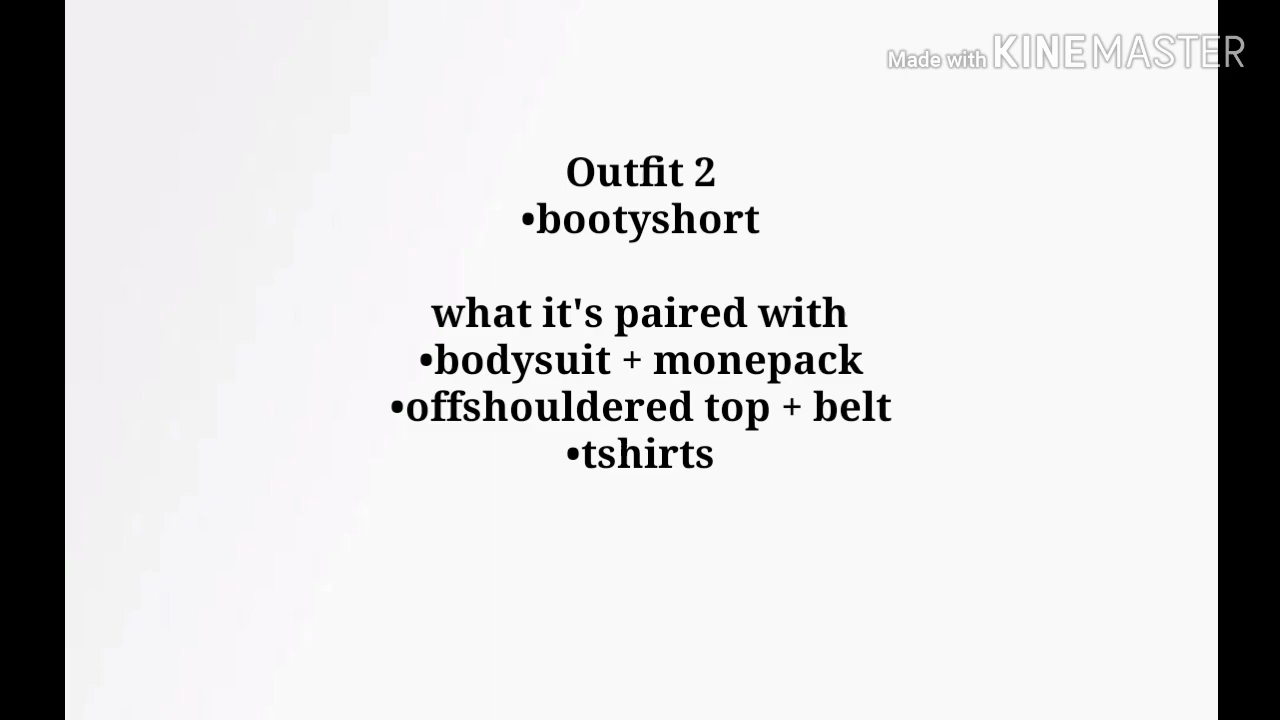 Made with KINEMASTER
Outfit 2
•bootyshort
what it's paired with
•bodysuit + monepack
•offshouldered top + belt
•tshirts